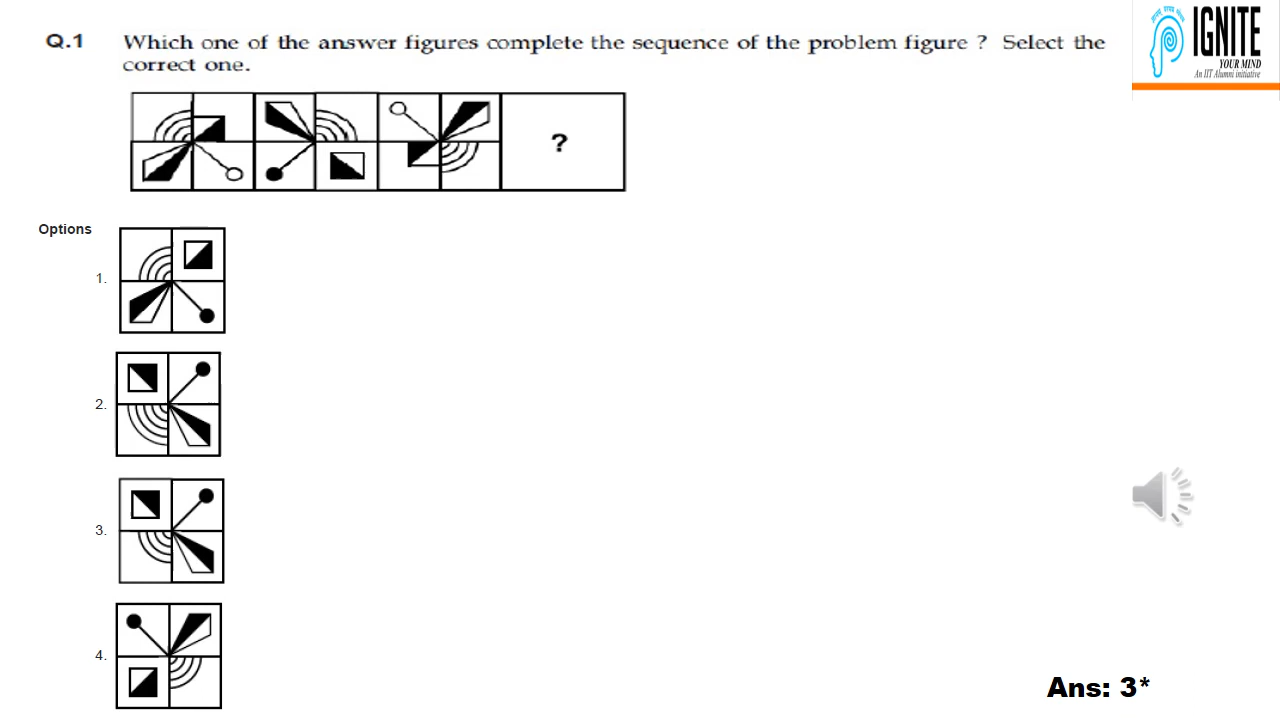 IGNITE
YOUR MIND
An IIT Alumni initiative
Q.1 Which one of the answer figures complete the sequence of the problem figure ? Select the
correct one.
?
Options
1.
2.
3.
4.
Ans: 3*